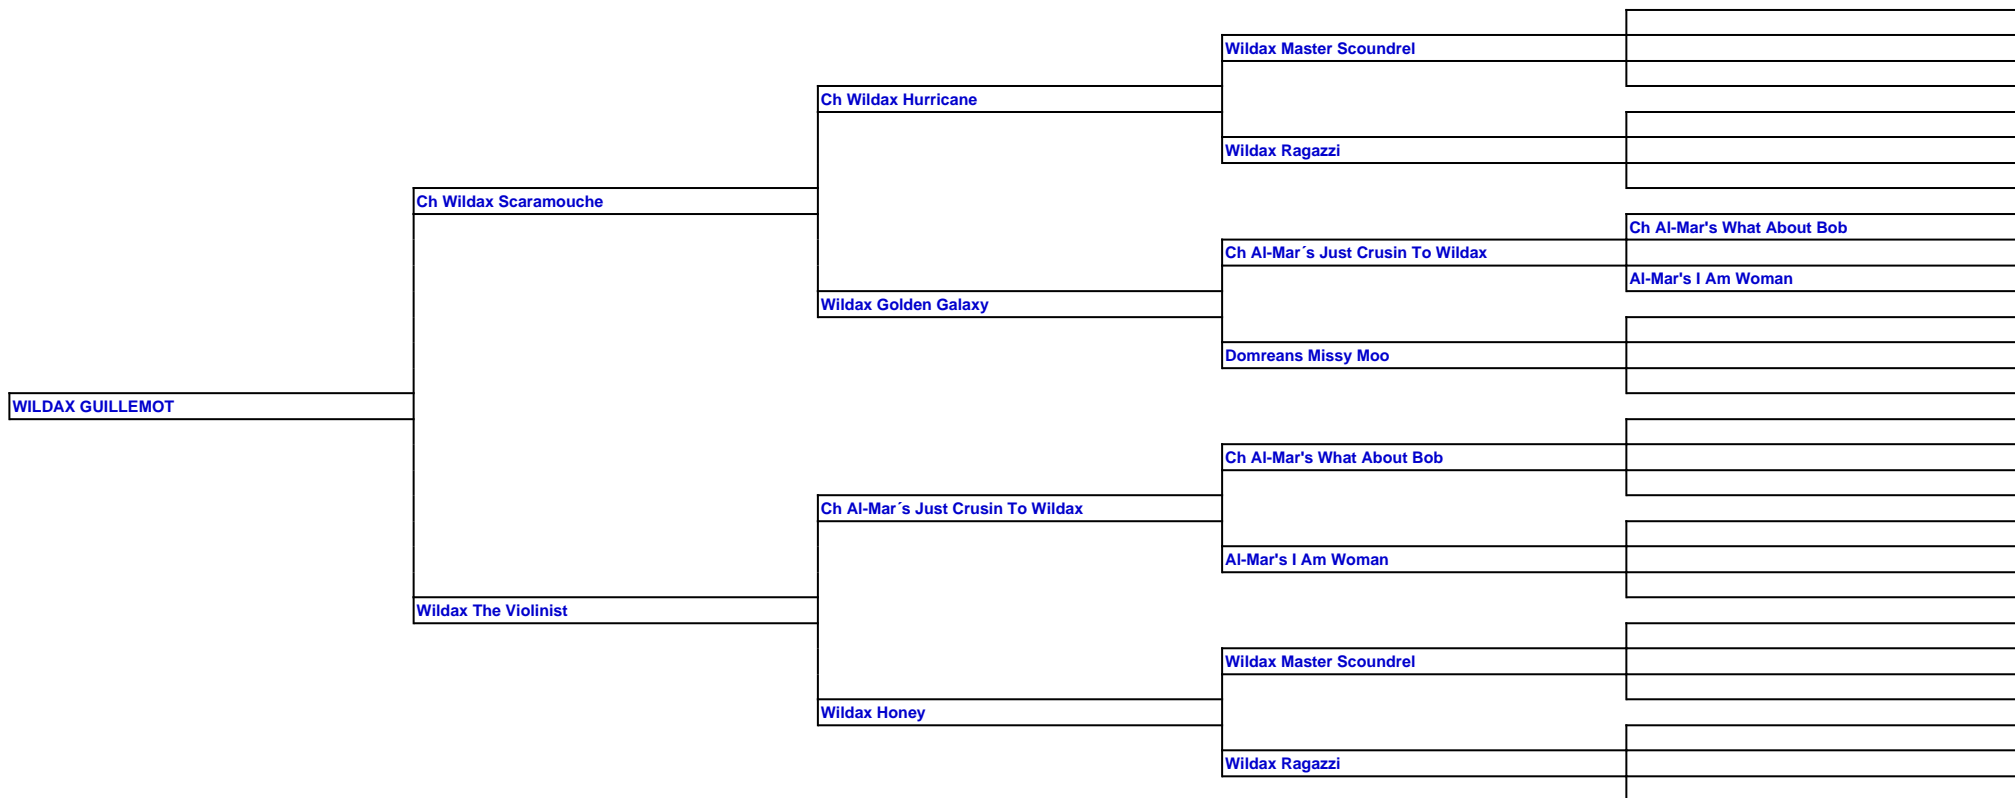 Wildax Master Scoundrel
Ch Wildax Hurricane
Wildax Ragazzi
Ch Wildax Scaramouche
Ch Al-Mar's What About Bob
Ch Al-Mar´s Just Crusin To Wildax
Al-Mar's I Am Woman
Wildax Golden Galaxy
Domreans Missy Moo
WILDAX GUILLEMOT
Ch Al-Mar's What About Bob
Ch Al-Mar´s Just Crusin To Wildax
Al-Mar's I Am Woman
Wildax The Violinist
Wildax Master Scoundrel
Wildax Honey
Wildax Ragazzi